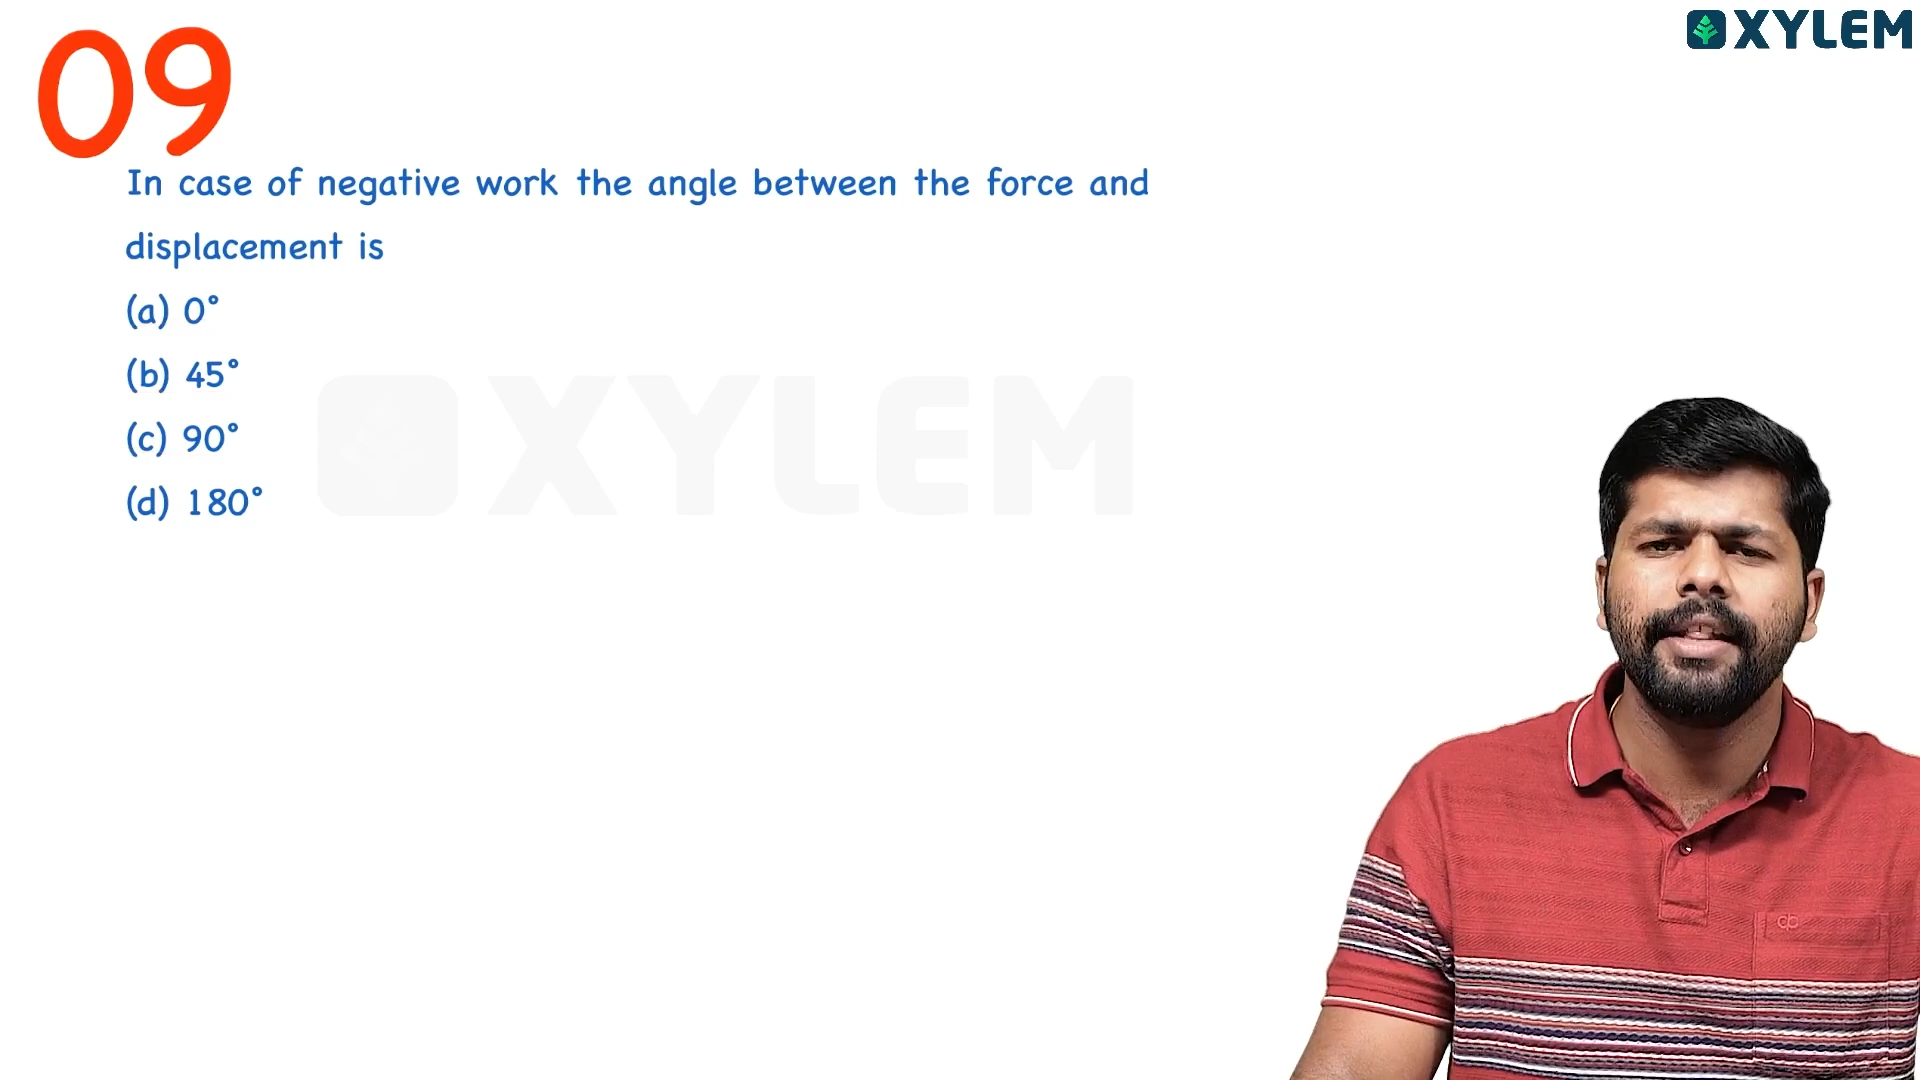 09
XYLEM
In case of negative work the angle between the force and
displacement is
(a) 0°
(b) 45°
(c) 90°
(d) 180°
XYLEM